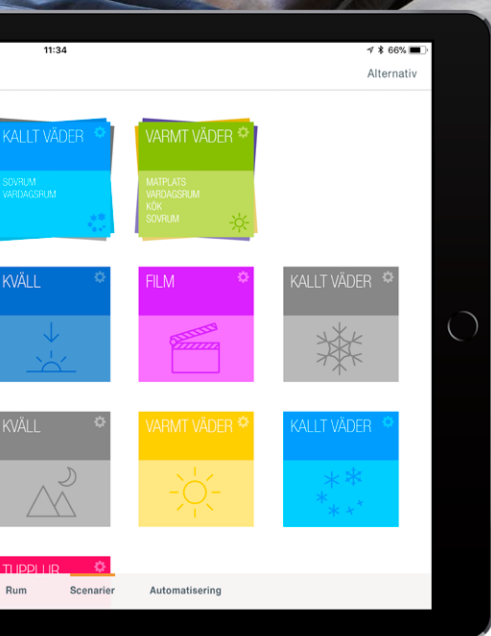 11:34
66%
Alternativ
KALLT VÄDER
SOVRUM
VARDAGSRUM
VARMT VÄDER
MATPLATS
VARDAGSRUM
KÖK
SOVRUM
KVÄLL
FILM
KALLT VÄDER
KVÄLL
VARMT VÄDER
KALLT VÄDER
TUPPLUR
Rum
Scenarier
Automatisering